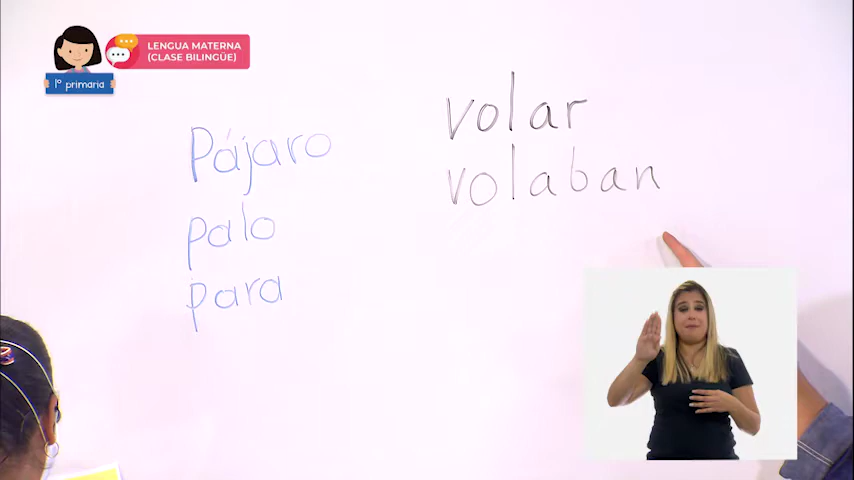 LENGUA MATERNA
(CLASE BILINGÜE)
1° primaria
Pájaro
palo
para
volar
volaban